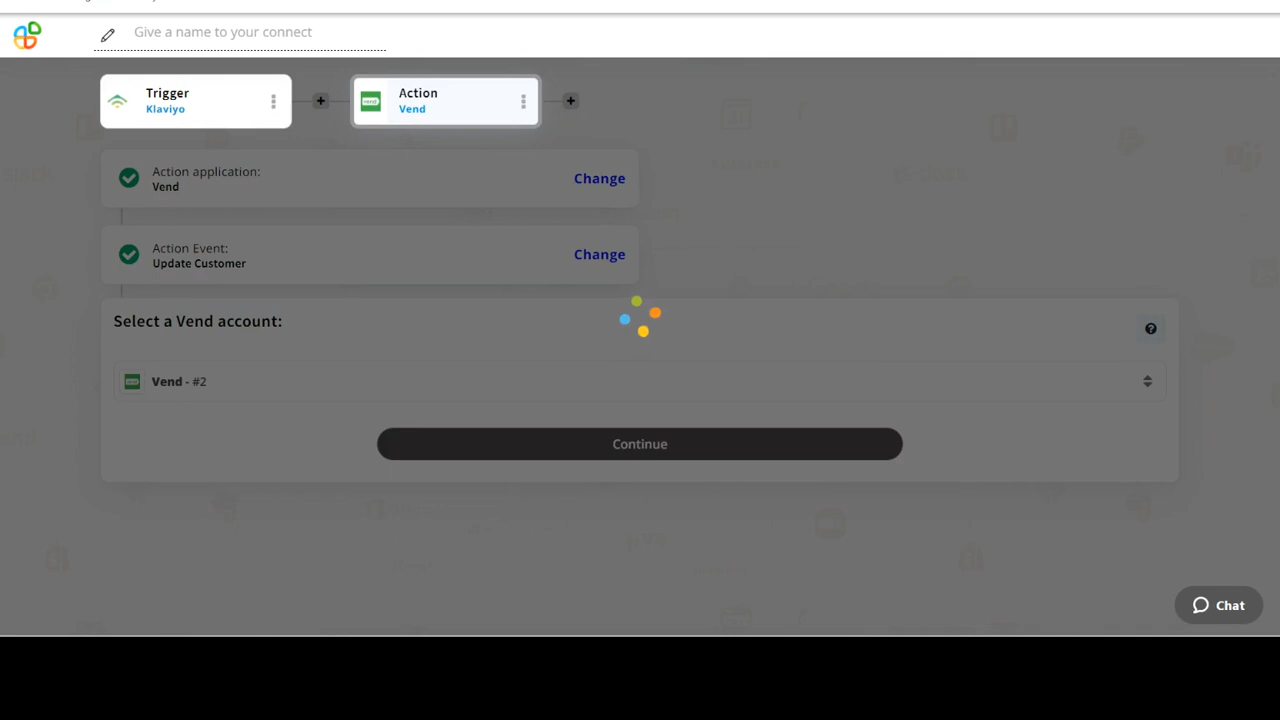 Give a name to your connect
Trigger
Klaviyo
Action
Vend
Action application:
Vend
Change
Action Event:
Update Customer
Change
Select a Vend account:
Vend - #2
Continue
Chat